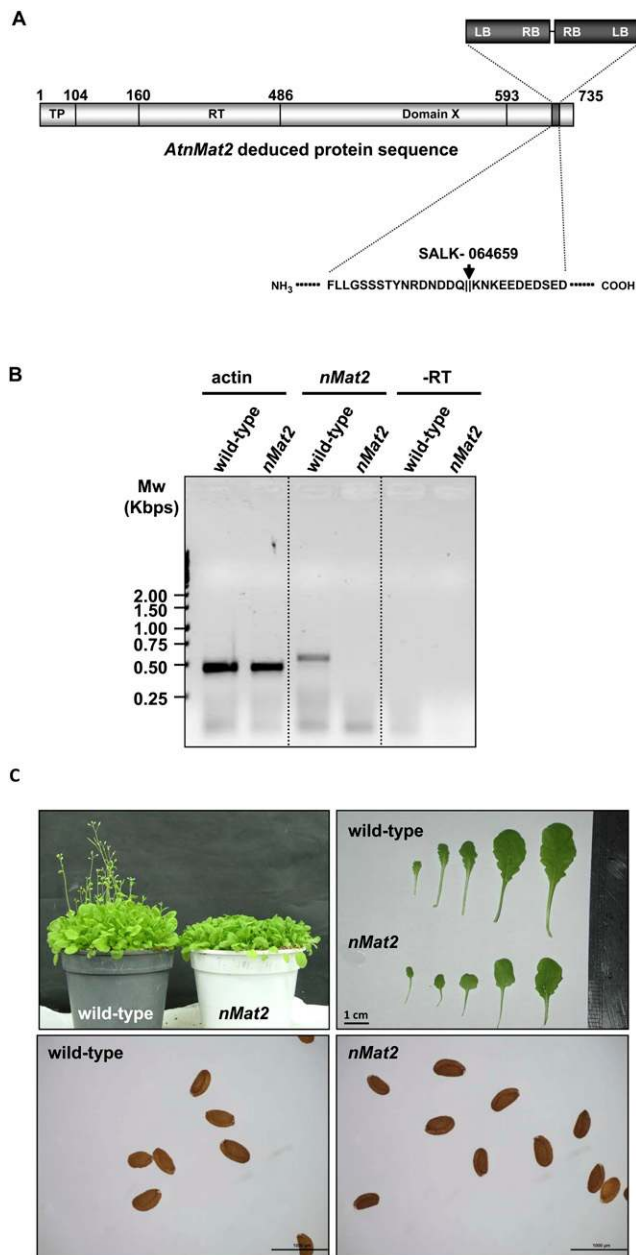 A
LB RB RB LB
1 104 160 486 593 735
TP RT Domain X
AtnMat2 deduced protein sequence
SALK- 064659
NH3 •••••• FLLGSSSTYNRDNDDQ||KNKEEDEDSED •••••• COOH
B
actin nMat2 -RT
wild-type nMat2 wild-type nMat2 wild-type nMat2
Mw
(Kbps)
2.00
1.50
1.00
0.75
0.50
0.25
C
wild-type nMat2
wild-type
nMat2
1 cm
wild-type
nMat2